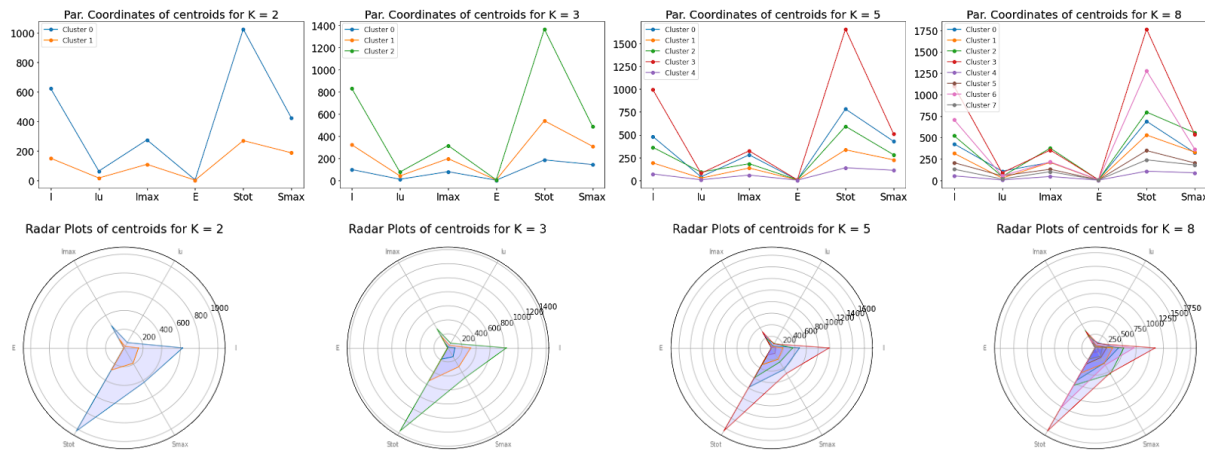 Par. Coordinates of centroids for K = 2
1000
800
600
400
200
0
Cluster 0
Cluster 1
I Iu Imax E Stot Smax
Par. Coordinates of centroids for K = 3
1400
1200
1000
800
600
400
200
0
Cluster 0
Cluster 1
Cluster 2
I Iu Imax E Stot Smax
Par. Coordinates of centroids for K = 5
1500
1250
1000
750
500
250
0
Cluster 0
Cluster 1
Cluster 2
Cluster 3
Cluster 4
I Iu Imax E Stot Smax
Par. Coordinates of centroids for K = 8
1750
1500
1250
1000
750
500
250
0
Cluster 0
Cluster 1
Cluster 2
Cluster 3
Cluster 4
Cluster 5
Cluster 6
Cluster 7
I Iu Imax E Stot Smax
Radar Plots of centroids for K = 2
Imax Iu
200 400 600 800 1000
E I
Stot Smax
Radar Plots of centroids for K = 3
Imax Iu
200 400 600 800 1000 1200 1400
E I
Stot Smax
Radar Plots of centroids for K = 5
Imax Iu
200 400 600 800 1000 1200 1400 1600
E I
Stot Smax
Radar Plots of centroids for K = 8
Imax Iu
250 500 750 1000 1250 1500 1750
E I
Stot Smax